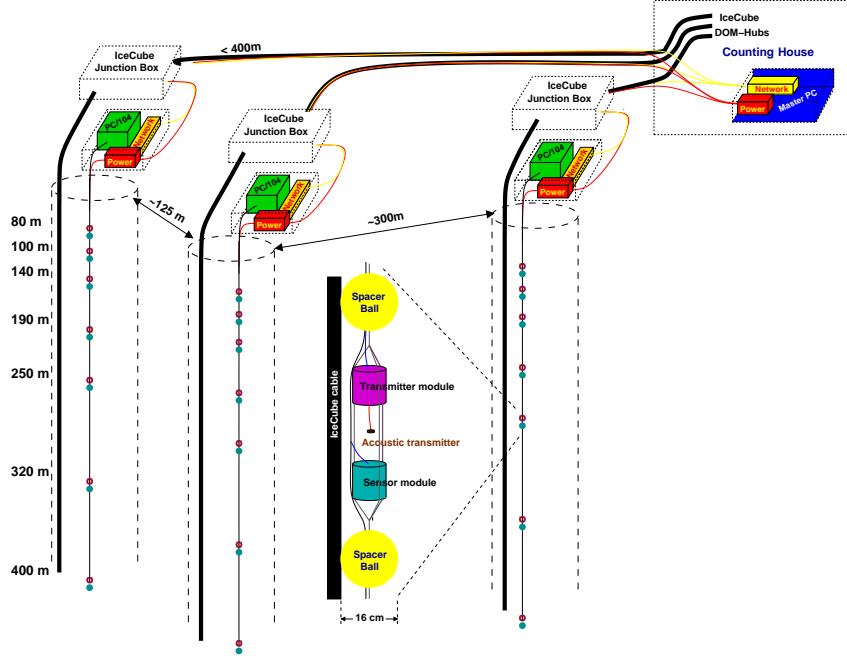 < 400m
IceCube
DOM−Hubs
Counting House
Network
Master PC
Power
IceCube
Junction Box
PC/104
Network
Power
IceCube
Junction Box
PC/104
Network
Power
IceCube
Junction Box
PC/104
Network
Power
~125 m
~300m
80 m
100 m
140 m
190 m
250 m
320 m
400 m
IceCube cable
Spacer
Ball
Transmitter module
Acoustic transmitter
Sensor module
Spacer
Ball
16 cm